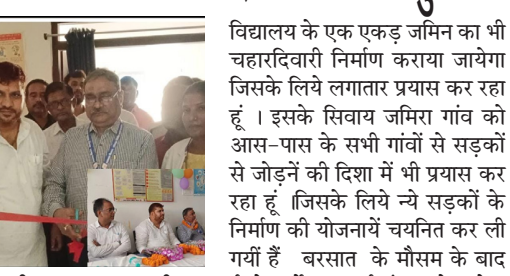 विद्यालय के एक एकड़ जमिन का भी
चहारदिवारी निर्माण कराया जायेगा
जिसके लिये लगातार प्रयास कर रहा
हूं । इसके सिवाय जमिरा गांव को
आस-पास के सभी गांवों से सड़कों
से जोड़नें की दिशा में भी प्रयास कर
रहा हूं ।जिसके लिये न्ये सड़कों के
निर्माण की योजनायें चयनित कर ली
गयीं हैं बरसात के मौसम के बाद